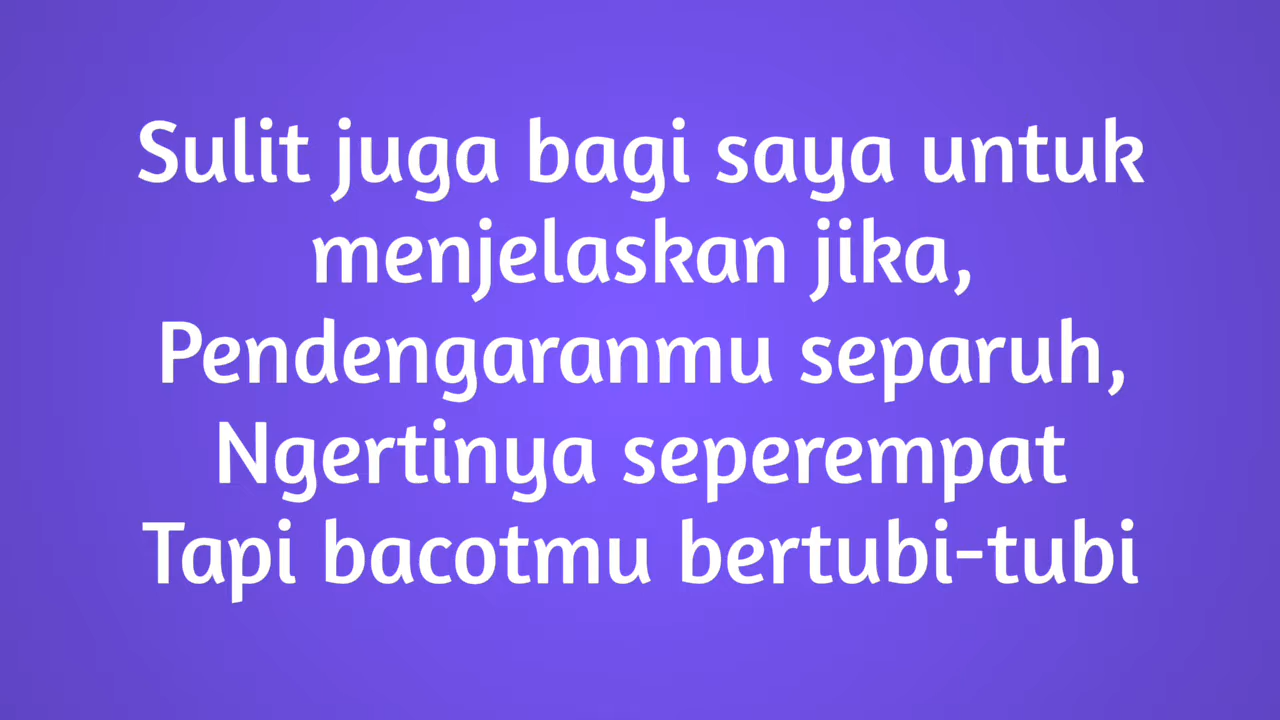 Sulit juga bagi saya untuk
menjelaskan jika,
Pendengaranmu separuh,
Ngertinya seperempat
Tapi bacotmu bertubi-tubi